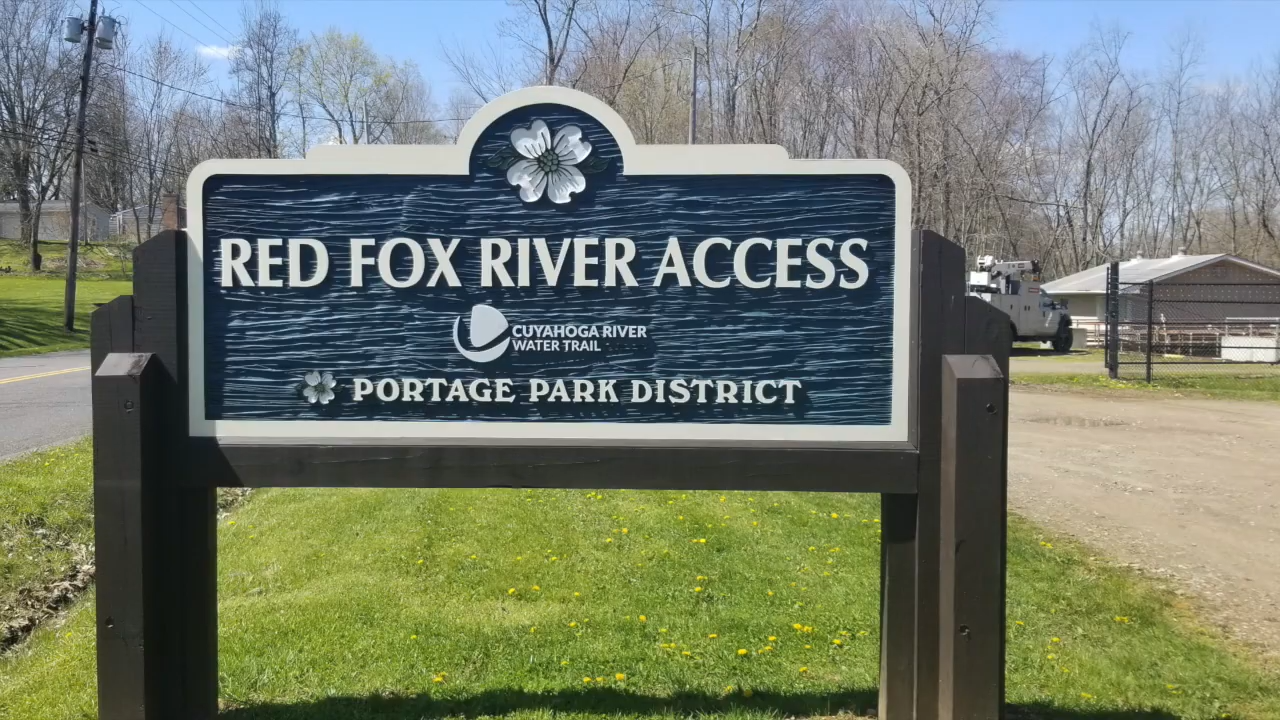 RED FOX RIVER ACCESS
CUYAHOGA RIVER
WATER TRAIL
PORTAGE PARK DISTRICT